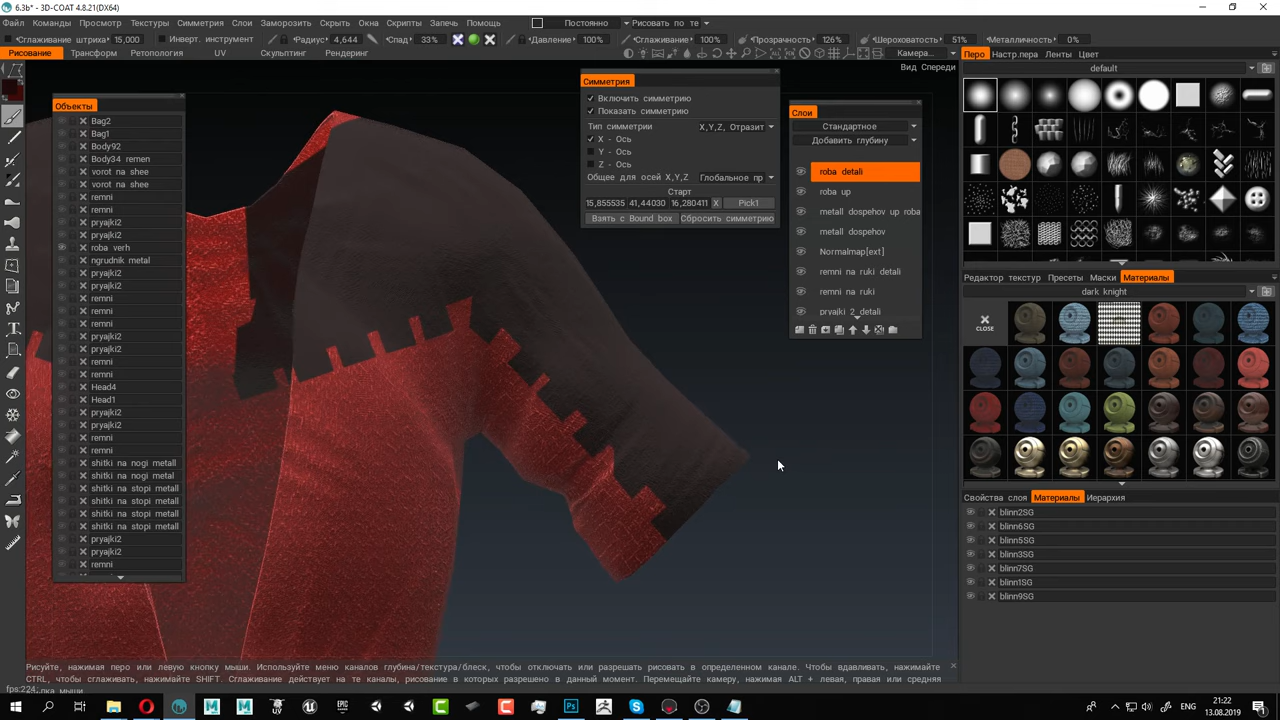 6.3b* - 3D-COAT 4.8.21(DX64)
Файл Команды Просмотр Текстуры Симметрия Слои Заморозить Скрыть Окна Скрипты Запечь Помощь Постоянно Рисовать по те
Сглаживание штриха 15,000 Инверт. инструмент Радиус 4,644 Спад 33% Давление 100% Сглаживание 100% Прозрачность 126% Шероховатость 51% Металличность 0%
Рисование Трансформ Ретопология UV Скульптинг Рендеринг Камера...
Вид Спереди
Объекты
Bag2
Bag1
Body92
Body34 remen
vorot na shee
vorot na shee
remni
remni
pryajki2
pryajki2
roba verh
ngrudnik metal
pryajki2
pryajki2
remni
remni
remni
pryajki2
pryajki2
remni
remni
Head4
Head1
pryajki2
pryajki2
remni
remni
shitki na nogi metall
shitki na nogi metal
shitki na stopi metall
shitki na stopi metall
shitki na stopi metall
shitki na stopi metall
pryajki2
pryajki2
remni
Симметрия
Включить симметрию
Показать симметрию
Тип симметрии X,Y,Z, Отразит
X - Ось
Y - Ось
Z - Ось
Общее для осей X,Y,Z Глобальное пр
Старт
15,855535 41,44030 16,280411 X Pick1
Взять с Bound box Сбросить симметрию
Слои
Стандартное
Добавить глубину
roba detali
roba up
metall dospehov up roba
metall dospehov
Normalmap[ext]
remni na ruki detali
remni na ruki
pryajki 2 detali
Перо Настр.пера Ленты Цвет
default
Редактор текстур Пресеты Маски Материалы
dark knight
CLOSE
Свойства слоя Материалы Иерархия
blinn2SG
blinn6SG
blinn5SG
blinn3SG
blinn7SG
blinn1SG
blinn9SG
Рисуйте, нажимая перо или левую кнопку мыши. Используйте меню каналов глубина/текстура/блеск, чтобы отключить или разрешать рисовать в определенном канале. Чтобы вдавливать, нажимайте
CTRL, чтобы сглаживать, нажимайте SHIFT. Сглаживание действует на те каналы, рисование в которых разрешено в данный момент. Перемещайте камеру, нажимая ALT + левая, правая или средняя
fps:224;
21:22
13.08.2019